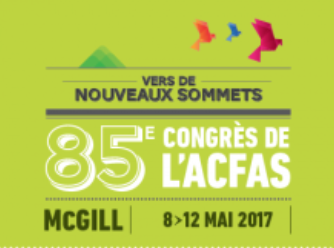 VERS DE
NOUVEAUX SOMMETS
85E CONGRÈS DE
L'ACFAS
MCGILL 8>12 MAI 2017